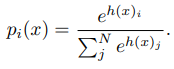 p_i(x) = \frac{e^{h(x)_i}}{\sum_j^N e^{h(x)_j}}.